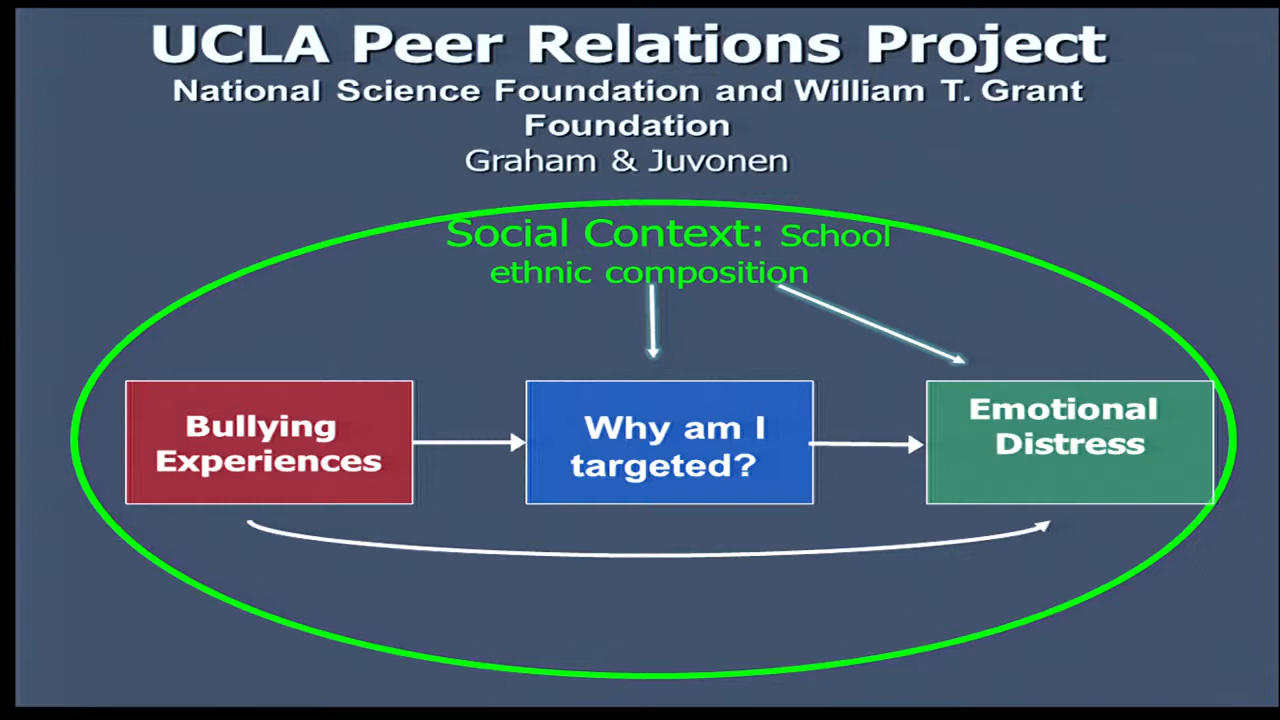 UCLA Peer Relations Project
National Science Foundation and William T. Grant
Foundation
Graham & Juvonen
Social Context: School
ethnic composition
Bullying
Experiences
Why am I
targeted?
Emotional
Distress